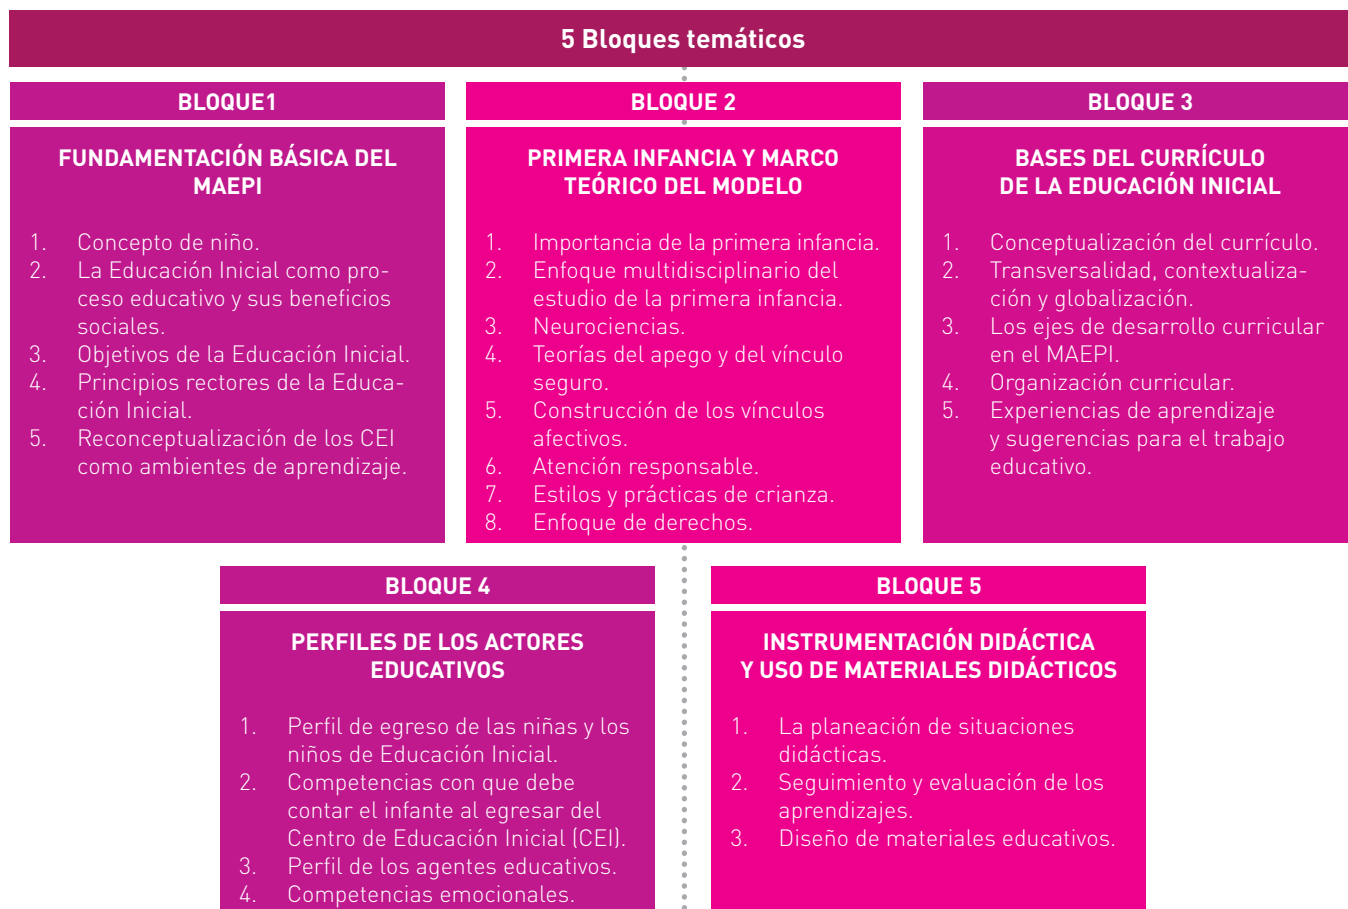 5 Bloques temáticos
BLOQUE1
FUNDAMENTACIÓN BÁSICA DEL
MAEPI
1. Concepto de niño.
2. La Educación Inicial como pro-
ceso educativo y sus beneficios
sociales.
3. Objetivos de la Educación Inicial.
4. Principios rectores de la Educa-
ción Inicial.
5. Reconceptualización de los CEI
como ambientes de aprendizaje.
BLOQUE 2
PRIMERA INFANCIA Y MARCO
TEÓRICO DEL MODELO
1. Importancia de la primera infancia.
2. Enfoque multidisciplinario del
estudio de la primera infancia.
3. Neurociencias.
4. Teorías del apego y del vínculo
seguro.
5. Construcción de los vínculos
afectivos.
6. Atención responsable.
7. Estilos y prácticas de crianza.
8. Enfoque de derechos.
BLOQUE 3
BASES DEL CURRÍCULO
DE LA EDUCACIÓN INICIAL
1. Conceptualización del currículo.
2. Transversalidad, contextualiza-
ción y globalización.
3. Los ejes de desarrollo curricular
en el MAEPI.
4. Organización curricular.
5. Experiencias de aprendizaje
y sugerencias para el trabajo
educativo.
BLOQUE 4
PERFILES DE LOS ACTORES
EDUCATIVOS
1. Perfil de egreso de las niñas y los
niños de Educación Inicial.
2. Competencias con que debe
contar el infante al egresar del
Centro de Educación Inicial (CEI).
3. Perfil de los agentes educativos.
4. Competencias emocionales.
BLOQUE 5
INSTRUMENTACIÓN DIDÁCTICA
Y USO DE MATERIALES DIDÁCTICOS
1. La planeación de situaciones
didácticas.
2. Seguimiento y evaluación de los
aprendizajes.
3. Diseño de materiales educativos.